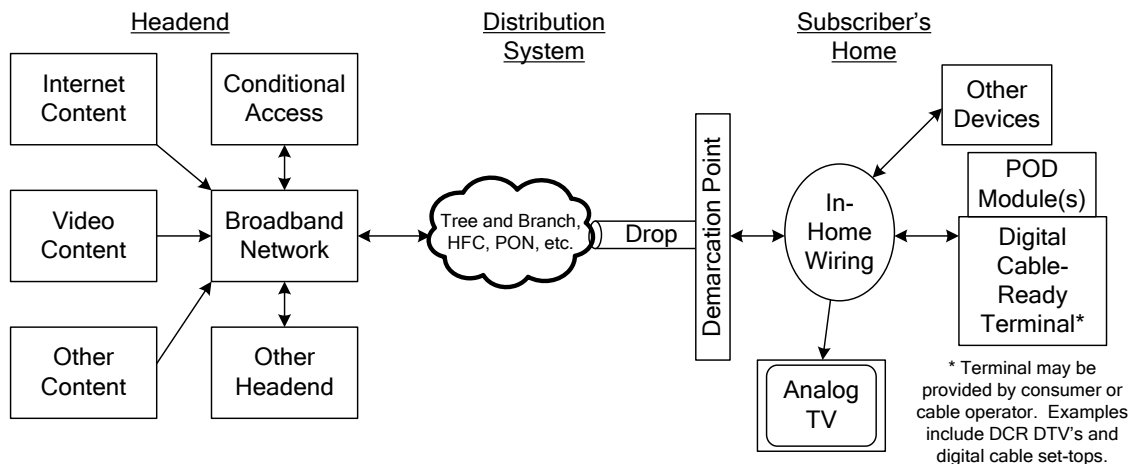 Headend
Distribution
System
Subscriber's
Home
Internet
Content
Conditional
Access
Other
Devices
POD
Module(s)
Video
Content
Broadband
Network
Tree and Branch,
HFC, PON, etc.
Drop
Demarcation Point
In-
Home
Wiring
Digital
Cable-
Ready
Terminal*
Other
Content
Other
Headend
Analog
TV
* Terminal may be
provided by consumer or
cable operator. Examples
include DCR DTV's and
digital cable set-tops.